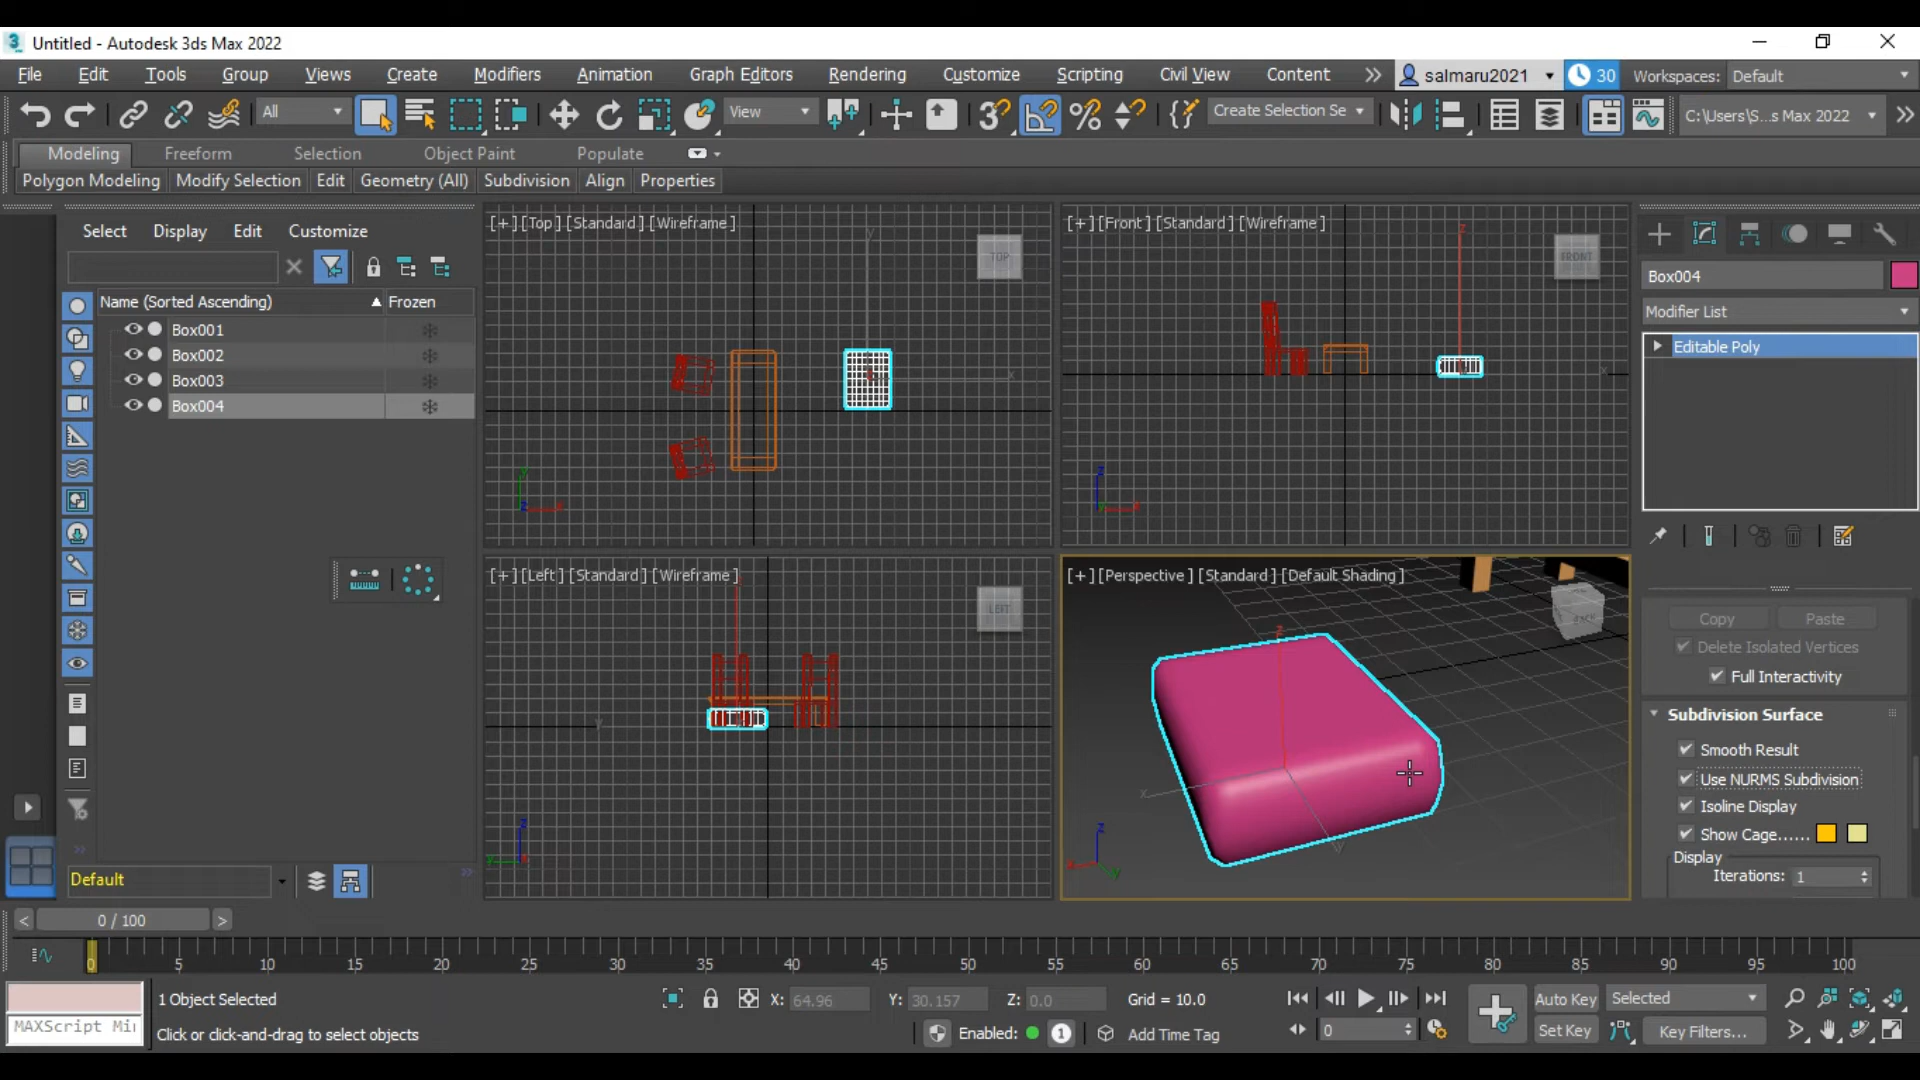 Untitled - Autodesk 3ds Max 2022
File Edit Tools Group Views Create Modifiers Animation Graph Editors Rendering Customize Scripting Civil View Content salmaru2021 30 Workspaces: Default
All View Create Selection Se C:\Users\S...s Max 2022
Modeling Freeform Selection Object Paint Populate
Polygon Modeling Modify Selection Edit Geometry (All) Subdivision Align Properties
Select Display Edit Customize
Name (Sorted Ascending) Frozen
Box001
Box002
Box003
Box004
Default
[+] [Top] [Standard] [Wireframe]
TOP
[+] [Front] [Standard] [Wireframe]
FRONT
[+] [Left] [Standard] [Wireframe]
LEFT
[+] [Perspective] [Standard] [Default Shading]
Box004
Modifier List
Editable Poly
Copy Paste
Delete Isolated Vertices
Full Interactivity
Subdivision Surface
Smooth Result
Use NURMS Subdivision
Isoline Display
Show Cage......
Display
Iterations: 1
< 0 / 100 >
0 5 10 15 20 25 30 35 40 45 50 55 60 65 70 75 80 85 90 95 100
1 Object Selected X: 64.96 Y: 30.157 Z: 0.0 Grid = 10.0 Auto Key Selected
MAXScript Mi
Click or click-and-drag to select objects Enabled: 1 Add Time Tag 0 Set Key Key Filters...